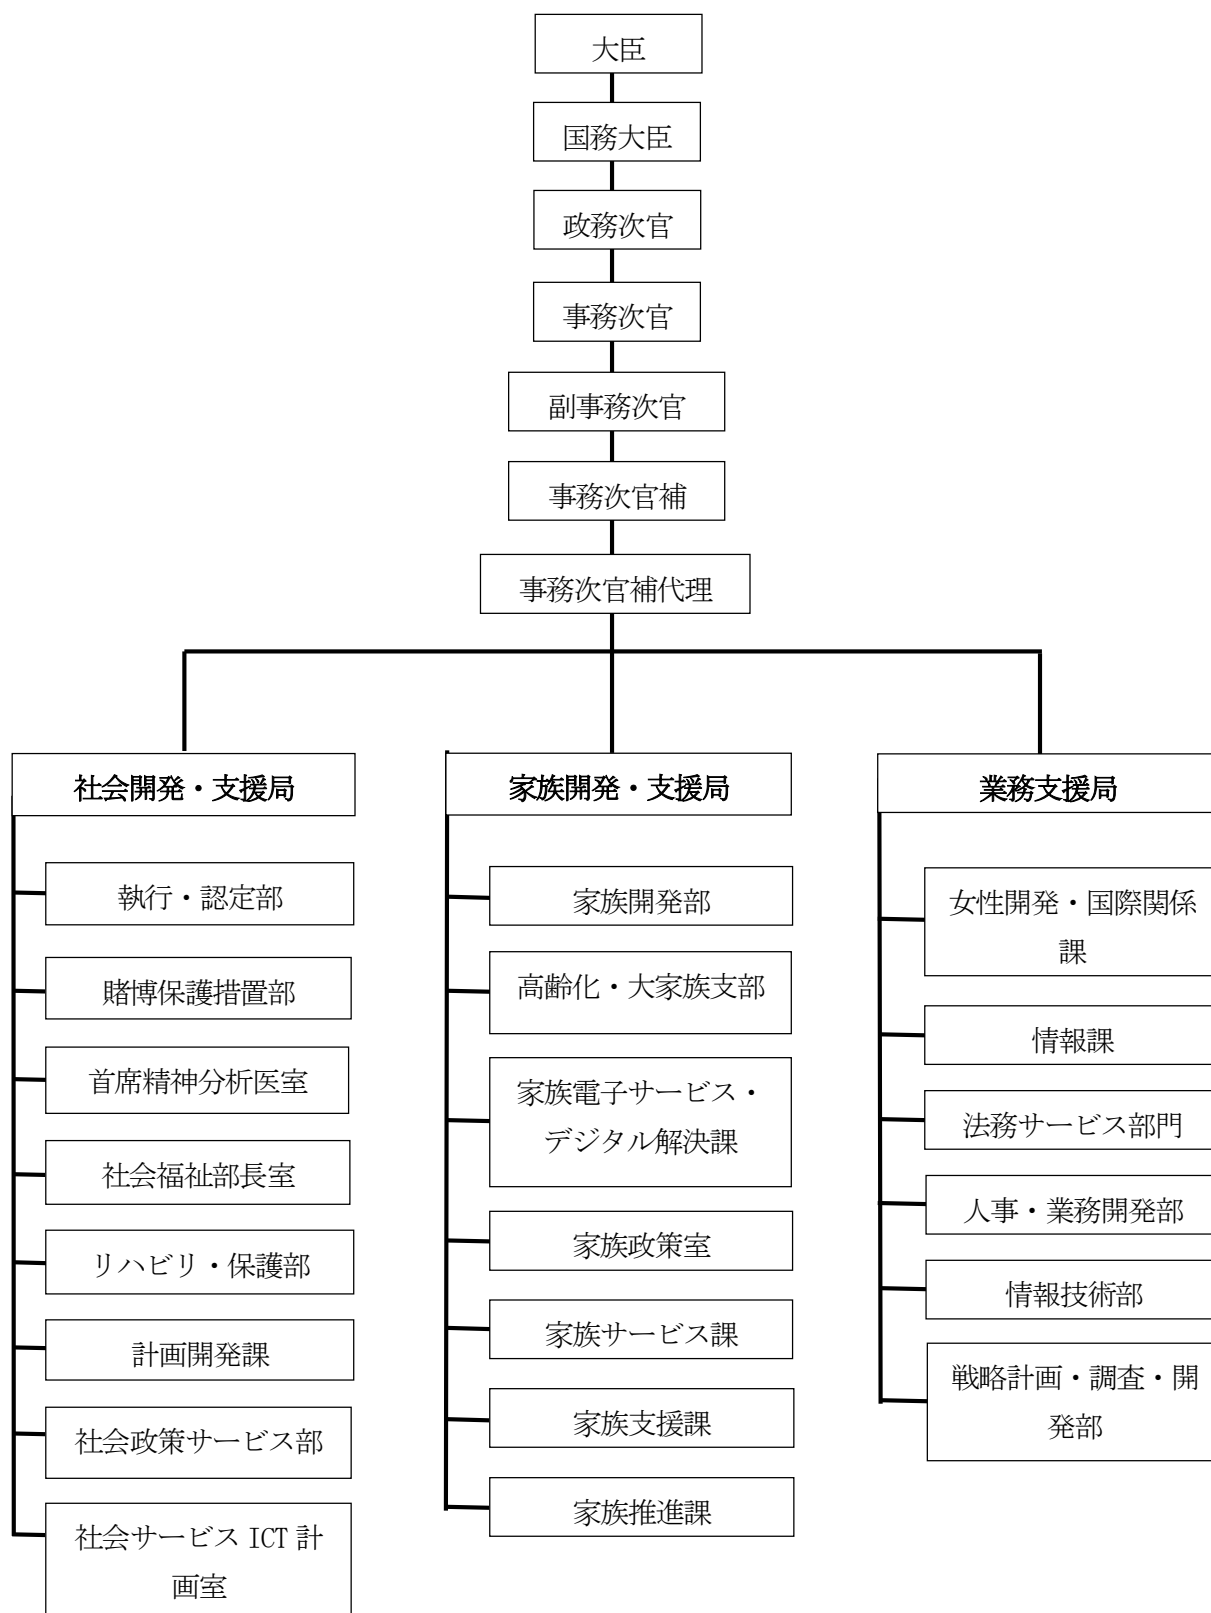 大臣
国務大臣
政務次官
事務次官
副事務次官
事務次官補
事務次官補代理
社会開発・支援局
執行・認定部
賭博保護措置部
首席精神分析医室
社会福祉部長室
リハビリ・保護部
計画開発課
社会政策サービス部
社会サービス ICT 計
画室
家族開発・支援局
家族開発部
高齢化・大家族支部
家族電子サービス・
デジタル解決課
家族政策室
家族サービス課
家族支援課
家族推進課
業務支援局
女性開発・国際関係
課
情報課
法務サービス部門
人事・業務開発部
情報技術部
戦略計画・調査・開
発部